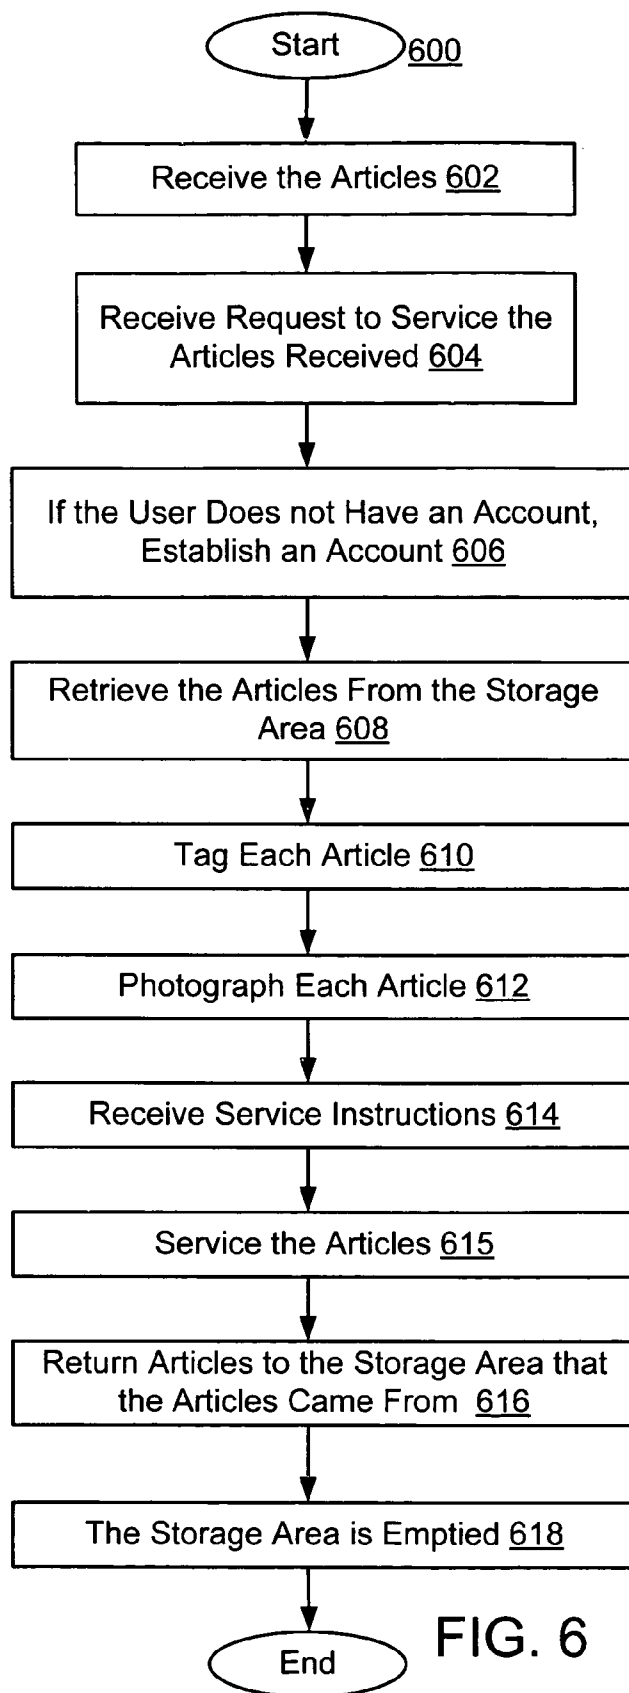 Start 600
Receive the Articles 602
Receive Request to Service the
Articles Received 604
If the User Does not Have an Account,
Establish an Account 606
Retrieve the Articles From the Storage
Area 608
Tag Each Article 610
Photograph Each Article 612
Receive Service Instructions 614
Service the Articles 615
Return Articles to the Storage Area that
the Articles Came From 616
The Storage Area is Emptied 618
End
FIG. 6